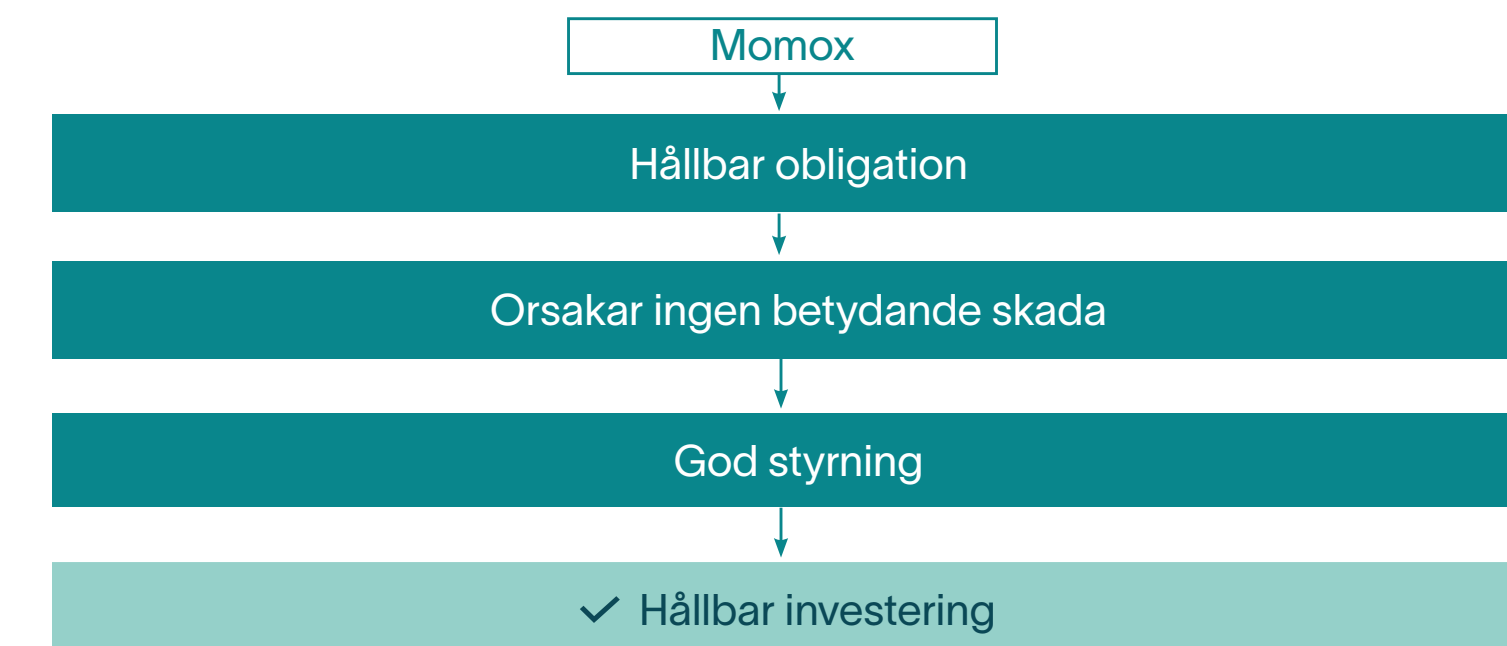 Momox
Hållbar obligation
Orsakar ingen betydande skada
God styrning
Hållbar investering